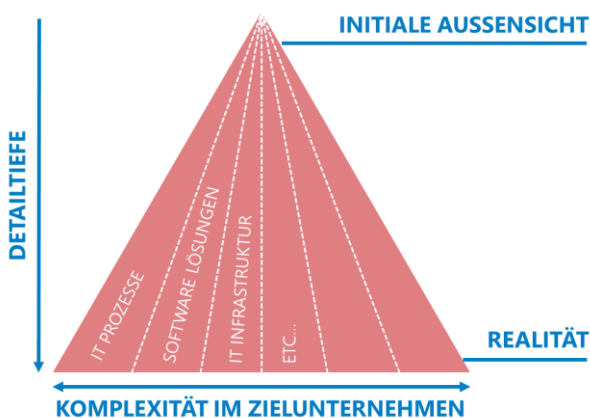 INITIALE AUSSENSICHT
DETAILTIEFE
IT PROZESSE
SOFTWARE LÖSUNGEN
IT INFRASTRUKTUR
ETC...
REALITÄT
KOMPLEXITÄT IM ZIELUNTERNEHMEN